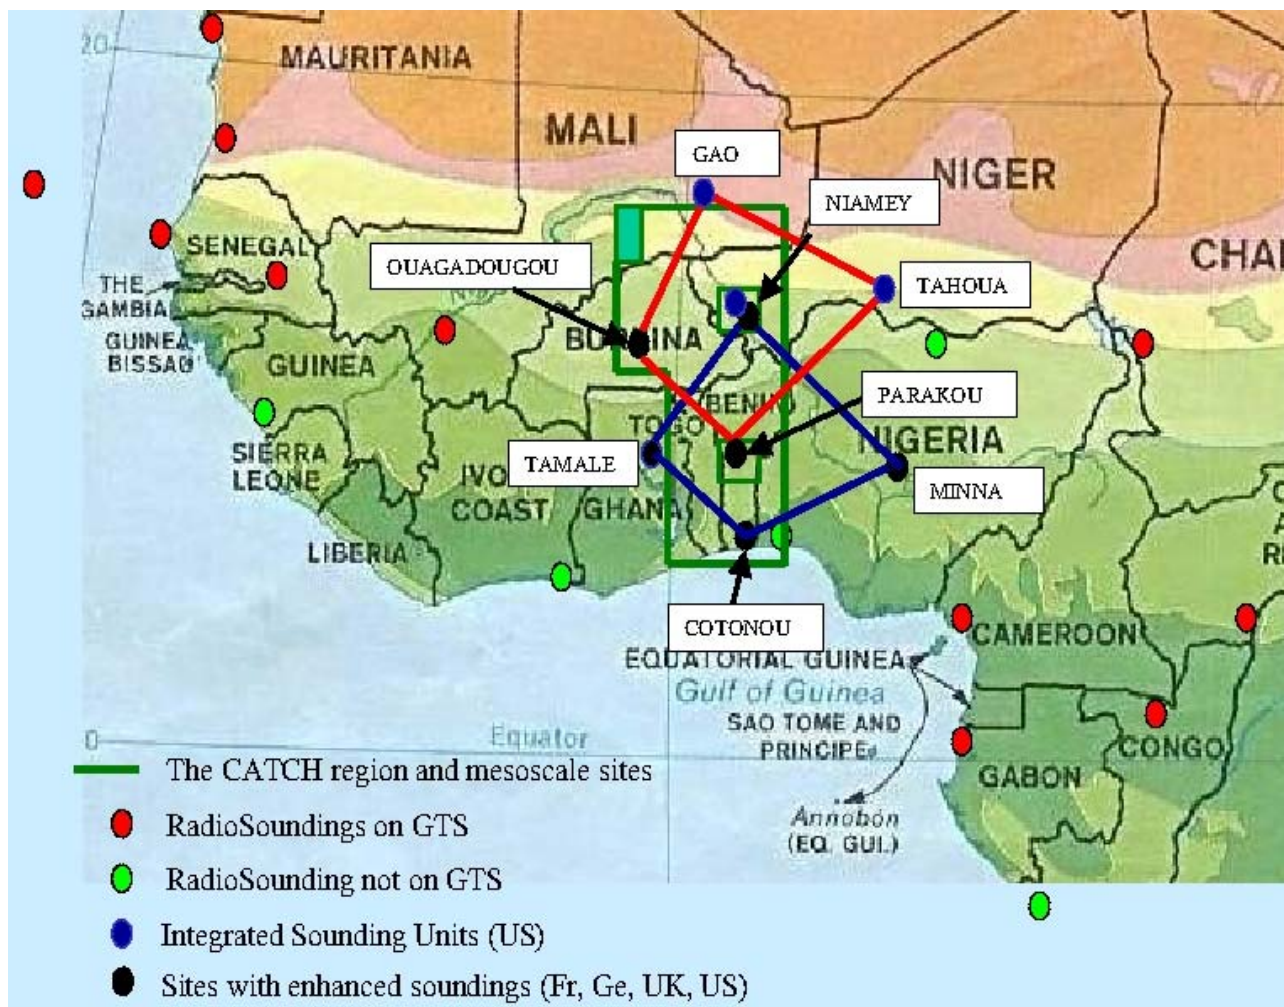 20
MAURITANIA
MALI
GAO
NIGER
NIAMEY
SENEGAL
CHA
OUAGADOUGOU
THE
GAMBIA
TAHOUA
GUINEA
BISSAU
GUINEA
BU INA
PARAKOU
BENIN
TOGO
NIGERIA
SIERRA
LEONE
TAMALE
IVO
COAST
GHANA
MINNA
LIBERIA
COTONOU
CAMEROON
EQUATORIAL GUINEA
Gulf of Guinea
SAO TOME AND
PRINCIPE
Equator
0
CONGO
GABON
The CATCH region and mesoscale sites
Annobón
(EQ. GUI.)
RadioSoundings on GTS
RadioSounding not on GTS
Integrated Sounding Units (US)
Sites with enhanced soundings (Fr, Ge, UK, US)